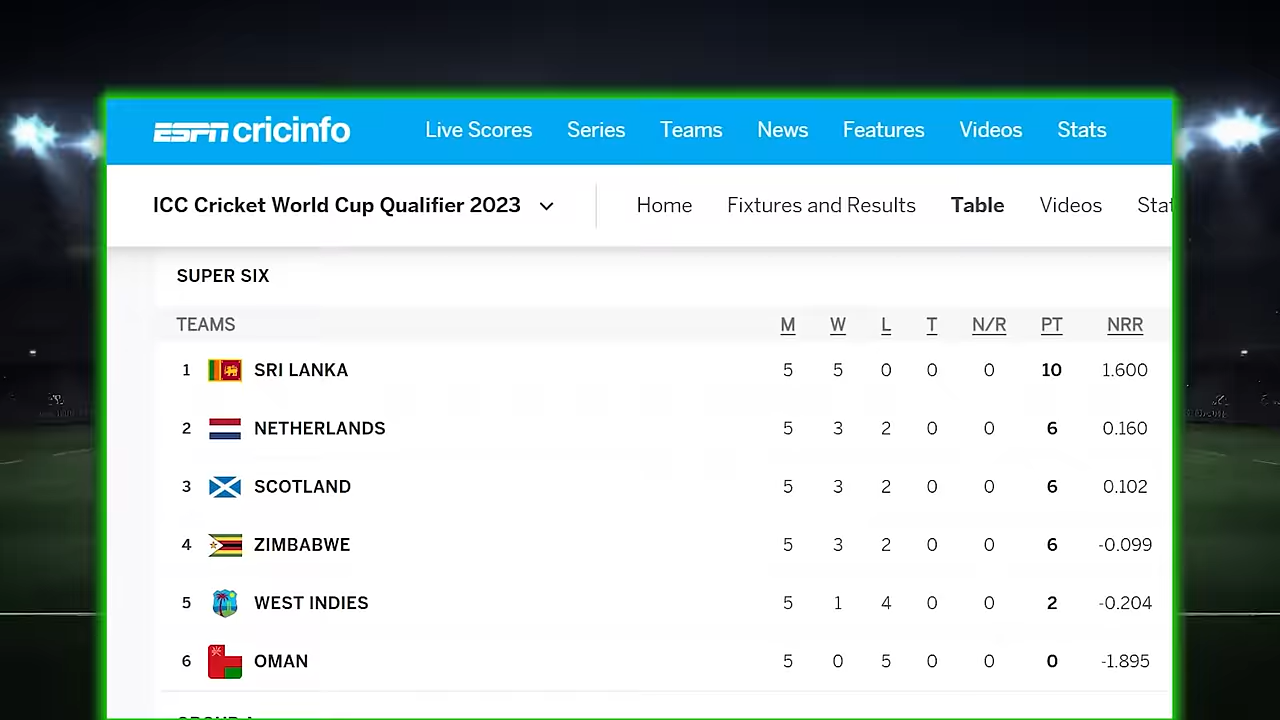 ESPN cricinfo Live Scores Series Teams News Features Videos Stats
ICC Cricket World Cup Qualifier 2023 Home Fixtures and Results Table Videos Stat
SUPER SIX
TEAMS M W L T N/R PT NRR
1 SRI LANKA 5 5 0 0 0 10 1.600
2 NETHERLANDS 5 3 2 0 0 6 0.160
3 SCOTLAND 5 3 2 0 0 6 0.102
4 ZIMBABWE 5 3 2 0 0 6 -0.099
5 WEST INDIES 5 1 4 0 0 2 -0.204
6 OMAN 5 0 5 0 0 0 -1.895